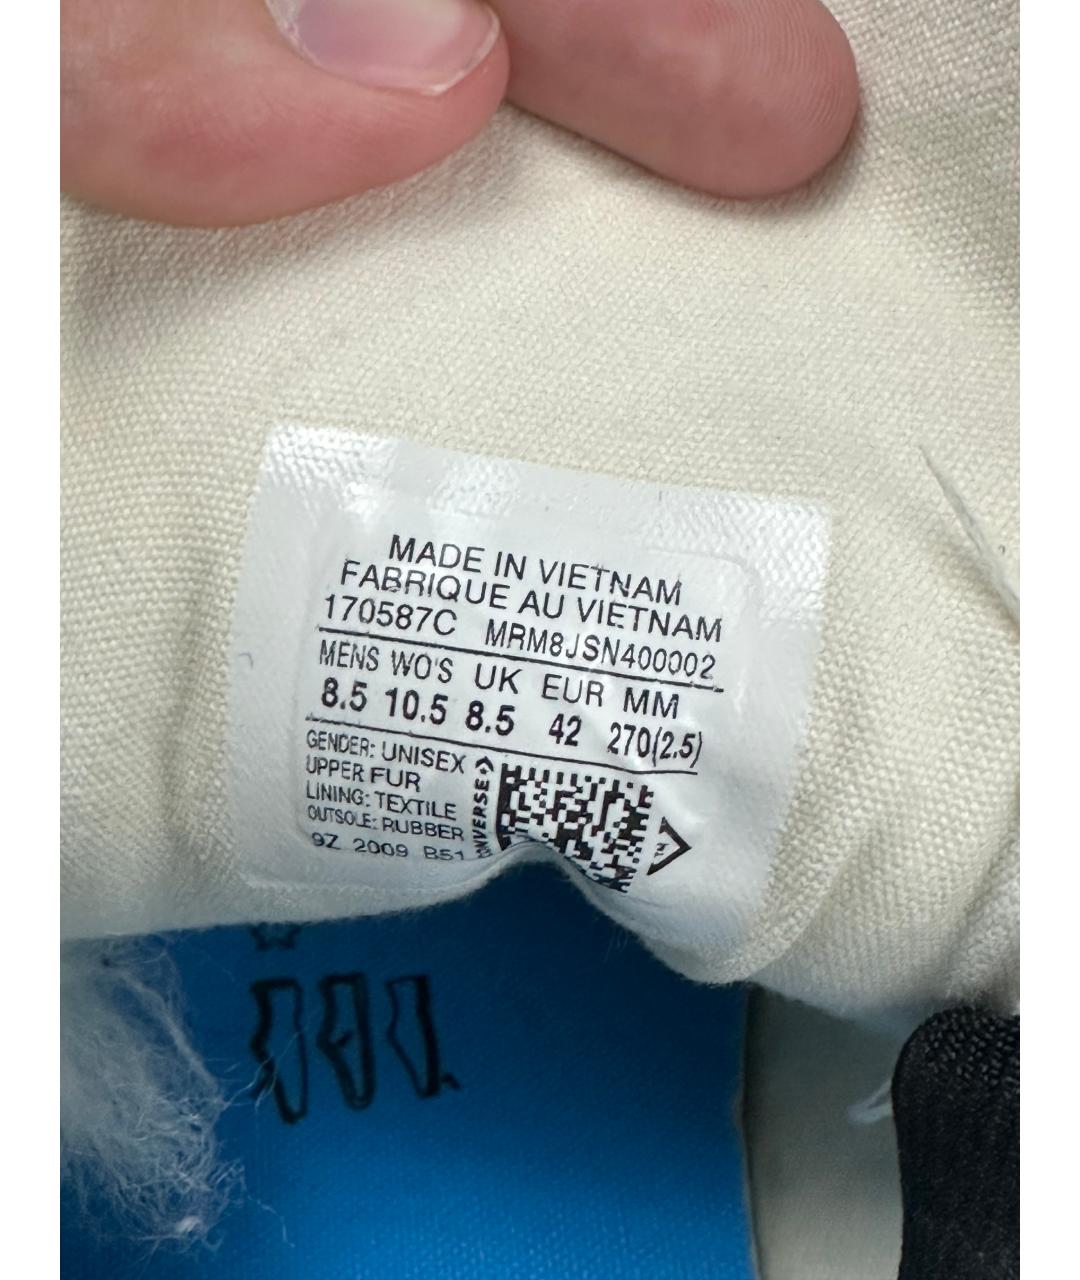 MADE IN VIETNAM
FABRIQUE AU VIETNAM
170587C MRM8JSN400002
MENS WO'S UK EUR MM
8.5 10.5 8.5 42 270(2.5)
GENDER: UNISEX
UPPER FUR
LINING: TEXTILE
OUTSOLE: RUBBER
9Z 2009 B51
CONVERSE